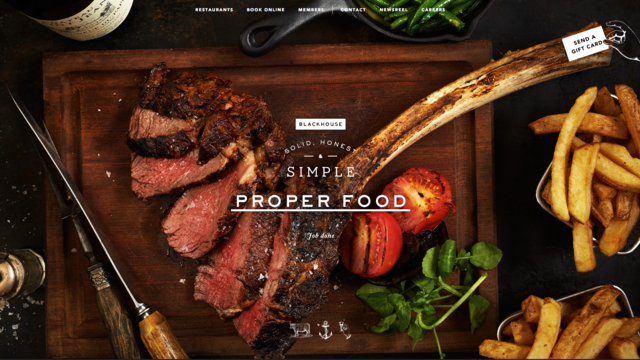 RESTAURANTS BOOK ONLINE MEMBERS CONTACT NEWSREEL CAREERS
SEND A
GIFT CARD
BLACKHOUSE
SOLID, HONEST
&
SIMPLE
PROPER FOOD
Job done